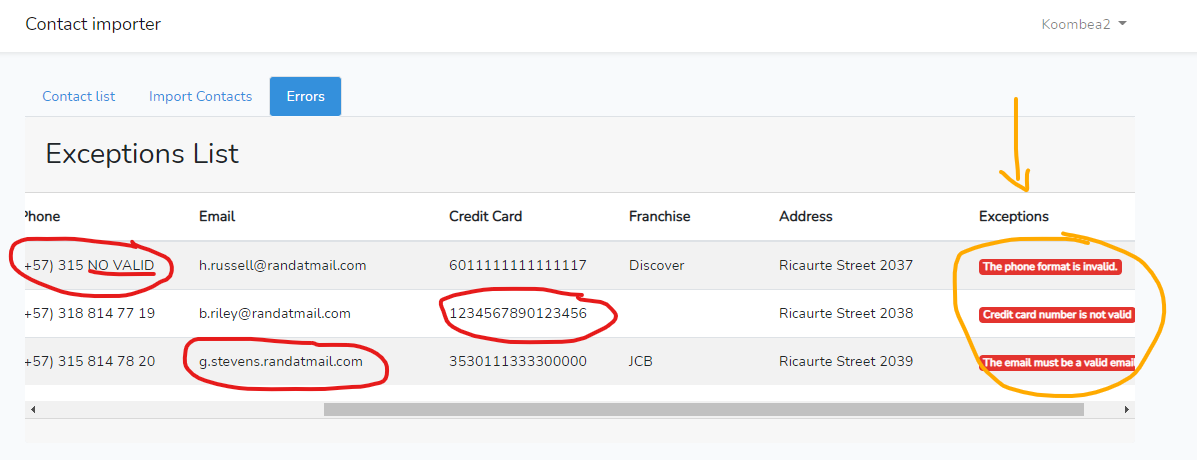 Contact importer Koombea2
Contact list Import Contacts Errors
Exceptions List
Phone Email Credit Card Franchise Address Exceptions
+57) 315 NO VALID h.russell@randatmail.com 6011111111111117 Discover Ricaurte Street 2037 The phone format is invalid.
+57) 318 814 77 19 b.riley@randatmail.com 1234567890123456 Ricaurte Street 2038 Credit card number is not valid
+57) 315 814 78 20 g.stevens.randatmail.com 3530111333300000 JCB Ricaurte Street 2039 The email must be a valid email